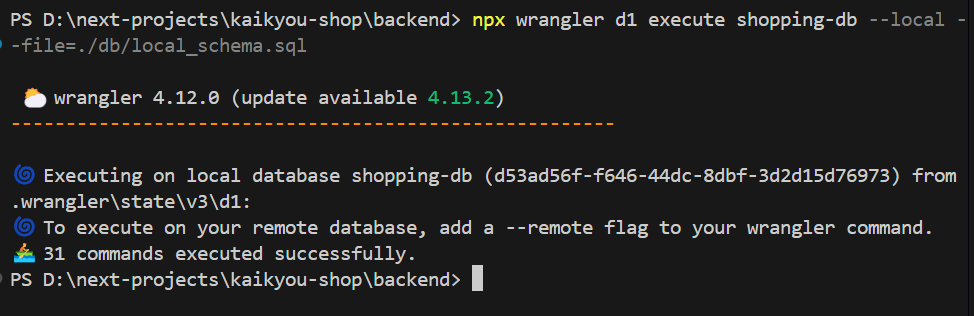 PS D:\next-projects\kaikyou-shop\backend> npx wrangler d1 execute shopping-db --local -
-file=./db/local_schema.sql
⛅ wrangler 4.12.0 (update available 4.13.2)
-------------------------------------------------------
🌀 Executing on local database shopping-db (d53ad56f-f646-44dc-8dbf-3d2d15d76973) from
.wrangler\state\v3\d1:
🌀 To execute on your remote database, add a --remote flag to your wrangler command.
🚣 31 commands executed successfully.
PS D:\next-projects\kaikyou-shop\backend>